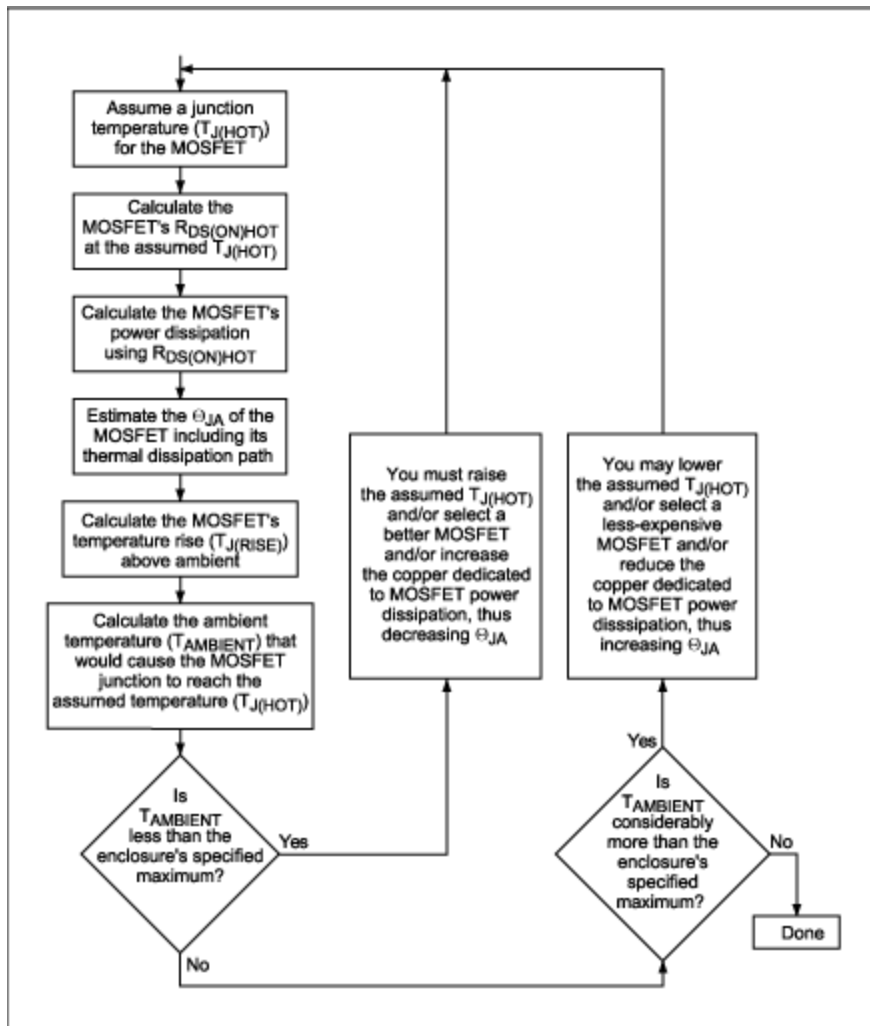 Assume a junction
temperature (TJ(HOT))
for the MOSFET
Calculate the
MOSFET's RDS(ON)HOT
at the assumed TJ(HOT)
Calculate the MOSFET's
power dissipation
using RDS(ON)HOT
Estimate the ΘJA of the
MOSFET including its
thermal dissipation path
Calculate the MOSFET's
temperature rise (TJ(RISE))
above ambient
Calculate the ambient
temperature (TAMBIENT) that
would cause the MOSFET
junction to reach the
assumed temperature (TJ(HOT))
Is
TAMBIENT
less than the
enclosure's specified
maximum?
Yes
No
You must raise
the assumed TJ(HOT)
and/or select a
better MOSFET
and/or increase
the copper dedicated
to MOSFET power
dissipation, thus
decreasing ΘJA
You may lower
the assumed TJ(HOT)
and/or select a
less-expensive
MOSFET and/or
reduce the
copper dedicated
to MOSFET power
disssipation, thus
increasing ΘJA
Yes
Is
TAMBIENT
considerably
more than the
enclosure's
specified
maximum?
No
Done